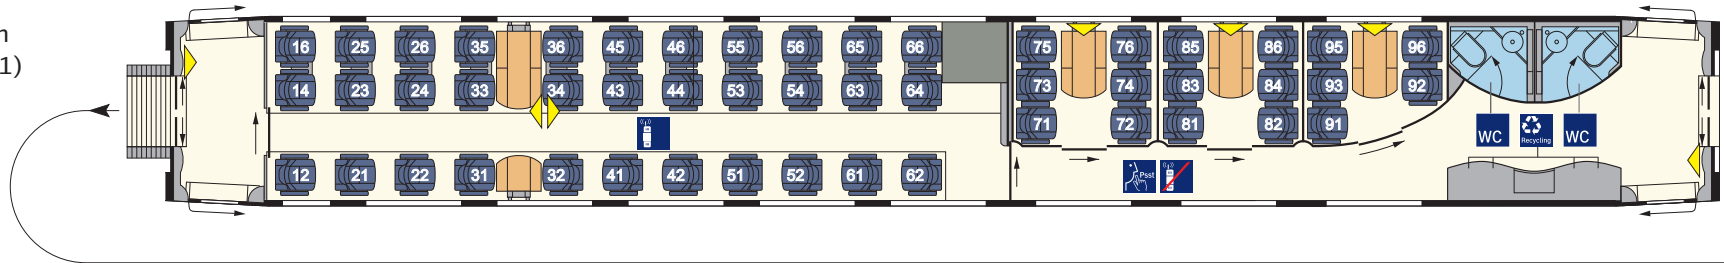 n
1)
16 25 26 35 36 45 46 55 56 65 66 75 76 85 86 95 96
14 23 24 33 34 43 44 53 54 63 64 73 74 83 84 93 92
71 72 81 82 91
WC Recycling WC
12 21 22 31 32 41 42 51 52 61 62
Psst